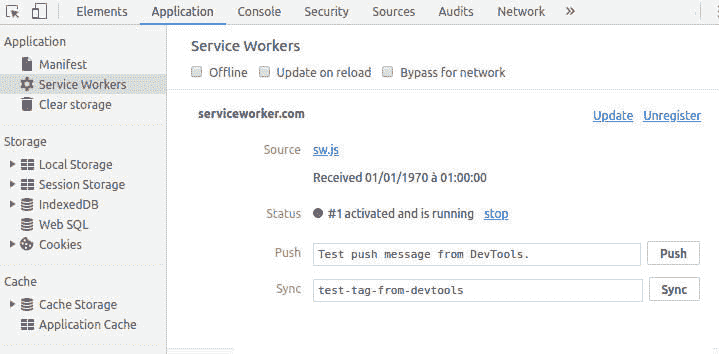 Elements Application Console Security Sources Audits Network »
Application
Manifest
Service Workers
Clear storage
Storage
Local Storage
Session Storage
IndexedDB
Web SQL
Cookies
Cache
Cache Storage
Application Cache
Service Workers
Offline Update on reload Bypass for network
serviceworker.com Update Unregister
Source sw.js
Received 01/01/1970 à 01:00:00
Status #1 activated and is running stop
Push Test push message from DevTools. Push
Sync test-tag-from-devtools Sync